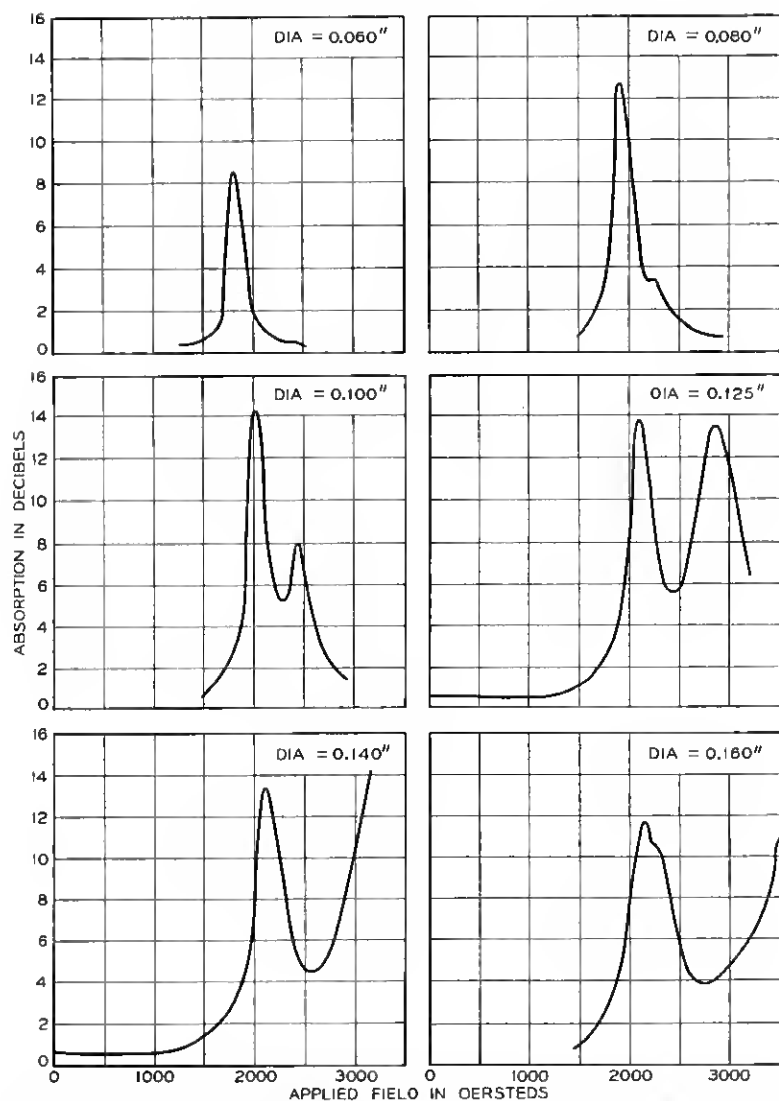 DIA = 0.060"
16
14
12
10
8
6
4
2
0
DIA = 0.080"
DIA = 0.100"
16
14
12
10
8
6
4
2
0
OIA = 0.125"
ABSORPTION IN DECIBELS
DIA = 0.140"
16
14
12
10
8
6
4
2
0
DIA = 0.160"
0 1000 2000 3000
0 1000 2000 3000
APPLIED FIELD IN OERSTEDS